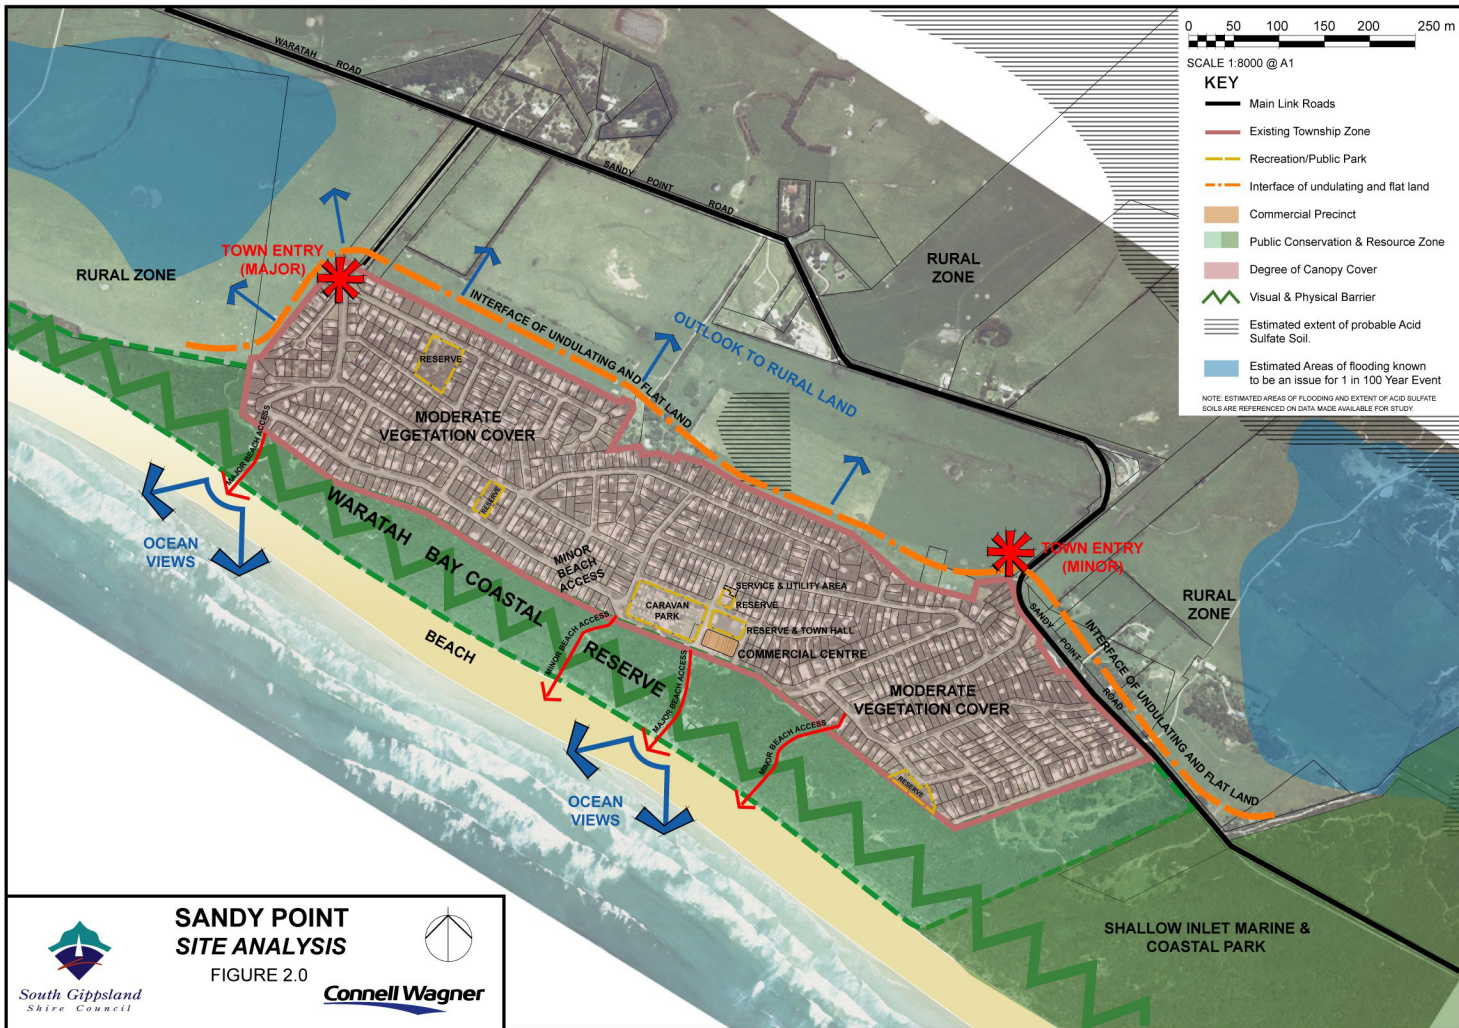 0 50 100 150 200 250 m
SCALE 1:8000 @ A1
KEY
Main Link Roads
Existing Township Zone
Recreation/Public Park
Interface of undulating and flat land
Commercial Precinct
Public Conservation & Resource Zone
Degree of Canopy Cover
Visual & Physical Barrier
Estimated extent of probable Acid
Sulfate Soil.
Estimated Areas of flooding known
to be an issue for 1 in 100 Year Event
NOTE: ESTIMATED AREAS OF FLOODING AND EXTENT OF ACID SULFATE
SOILS ARE REFERENCED ON DATA MADE AVAILABLE FOR STUDY.
WARATAH ROAD
SANDY POINT ROAD
TOWN ENTRY
(MAJOR)
RURAL ZONE
RURAL
ZONE
INTERFACE OF UNDULATING AND FLAT LAND
OUTLOOK TO RURAL LAND
RESERVE
MODERATE
VEGETATION COVER
MAJOR BEACH ACCESS
RESERVE
OCEAN
VIEWS
WARATAH BAY COASTAL RESERVE
MINOR
BEACH
ACCESS
TOWN ENTRY
(MINOR)
SERVICE & UTILITY AREA
RESERVE
CARAVAN
PARK
RESERVE & TOWN HALL
COMMERCIAL CENTRE
RURAL
ZONE
SANDY POINT ROAD
INTERFACE OF UNDULATING AND FLAT LAND
BEACH
MINOR BEACH ACCESS
MAJOR BEACH ACCESS
MINOR BEACH ACCESS
MODERATE
VEGETATION COVER
RESERVE
OCEAN
VIEWS
SHALLOW INLET MARINE &
COASTAL PARK
SANDY POINT
SITE ANALYSIS
FIGURE 2.0
South Gippsland
Shire Council
Connell Wagner